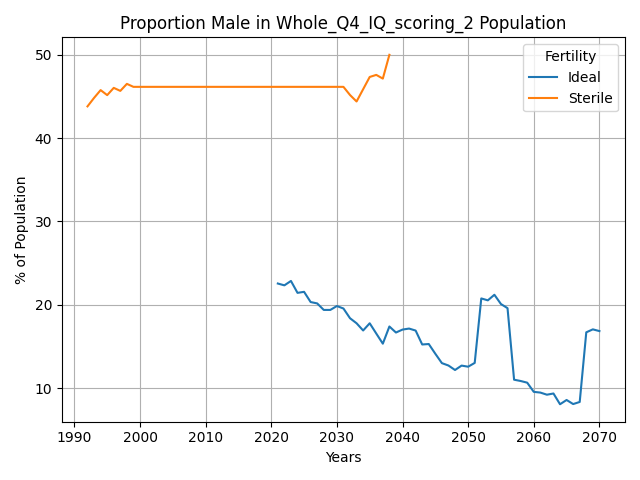 Proportion Male in Whole_Q4_IQ_scoring_2 Population
Fertility
Ideal
Sterile
% of Population
50
40
30
20
10
1990 2000 2010 2020 2030 2040 2050 2060 2070
Years